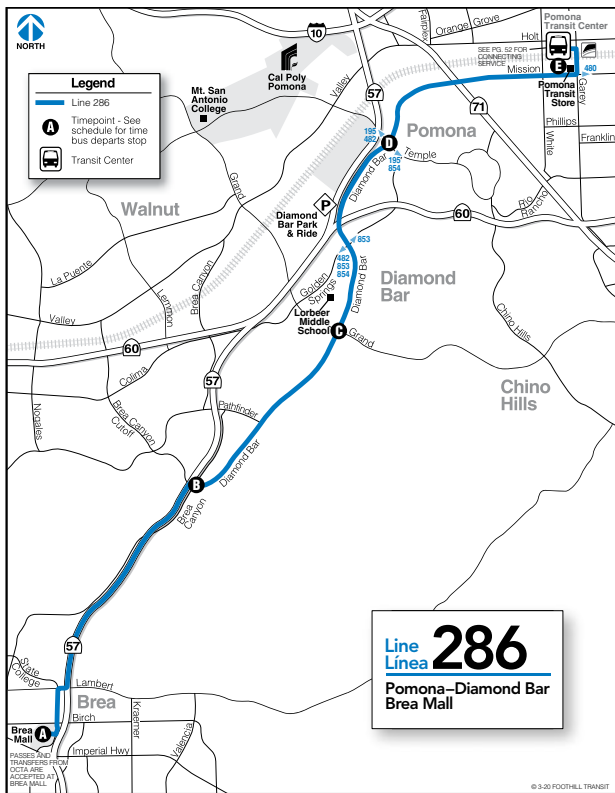 NORTH
Legend
Line 286
A
Timepoint - See
schedule for time
bus departs stop
Transit Center
10
Cal Poly
Pomona
Mt. San
Antonio
College
Valley
57
Fairplex
Orange Grove
Holt
Pomona
Transit Center
SEE PG. 52 FOR
CONNECTING
SERVICE
E
Mission
480
Pomona
Transit
Store
Garey
71
Phillips
White
Franklin
195
482
D
Pomona
Temple
195
854
Diamond Bar
Grand
Walnut
P
Diamond
Bar Park
& Ride
60
Rio
Rancho
853
482
853
854
Diamond Bar
Diamond
Bar
La Puente
Lemmon
Brea Canyon
Golden
Springs
Lorbeer
Middle
School
C
Grand
Chino Hills
Valley
60
Colima
57
Chino
Hills
Nogales
Brea Canyon
Cutoff
Pathfinder
B
Diamond Bar
Brea
Canyon
57
State
College
Lambert
Brea
Birch
Brea
Mall
A
Kraemer
Valencia
Imperial Hwy
PASSES AND
TRANSFERS FROM
OCTA ARE
ACCEPTED AT
BREA MALL
Line
Línea
286
Pomona–Diamond Bar
Brea Mall
© 3-20 FOOTHILL TRANSIT